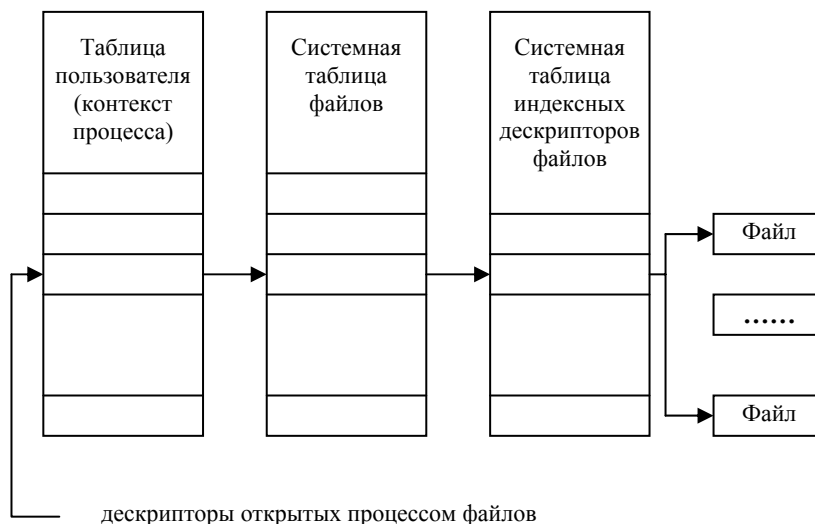 Таблица
пользователя
(контекст
процесса)
Системная
таблица
файлов
Системная
таблица
индексных
дескрипторов
файлов
Файл
......
Файл
дескрипторы открытых процессом файлов